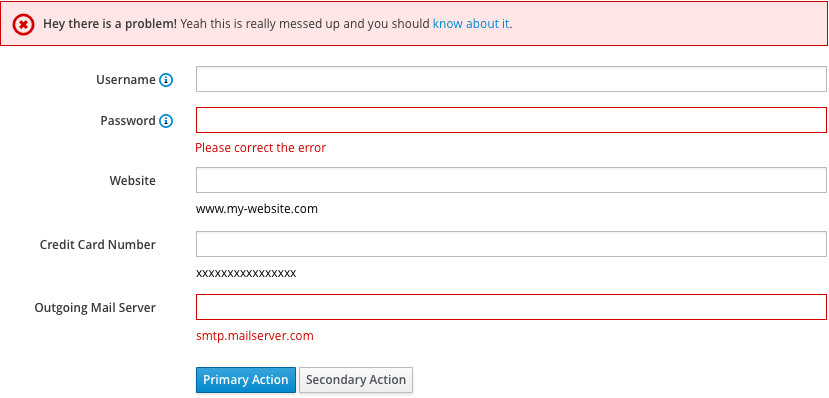 Hey there is a problem! Yeah this is really messed up and you should know about it.
Username
Password
Please correct the error
Website
www.my-website.com
Credit Card Number
xxxxxxxxxxxxxxxx
Outgoing Mail Server
smtp.mailserver.com
Primary Action Secondary Action